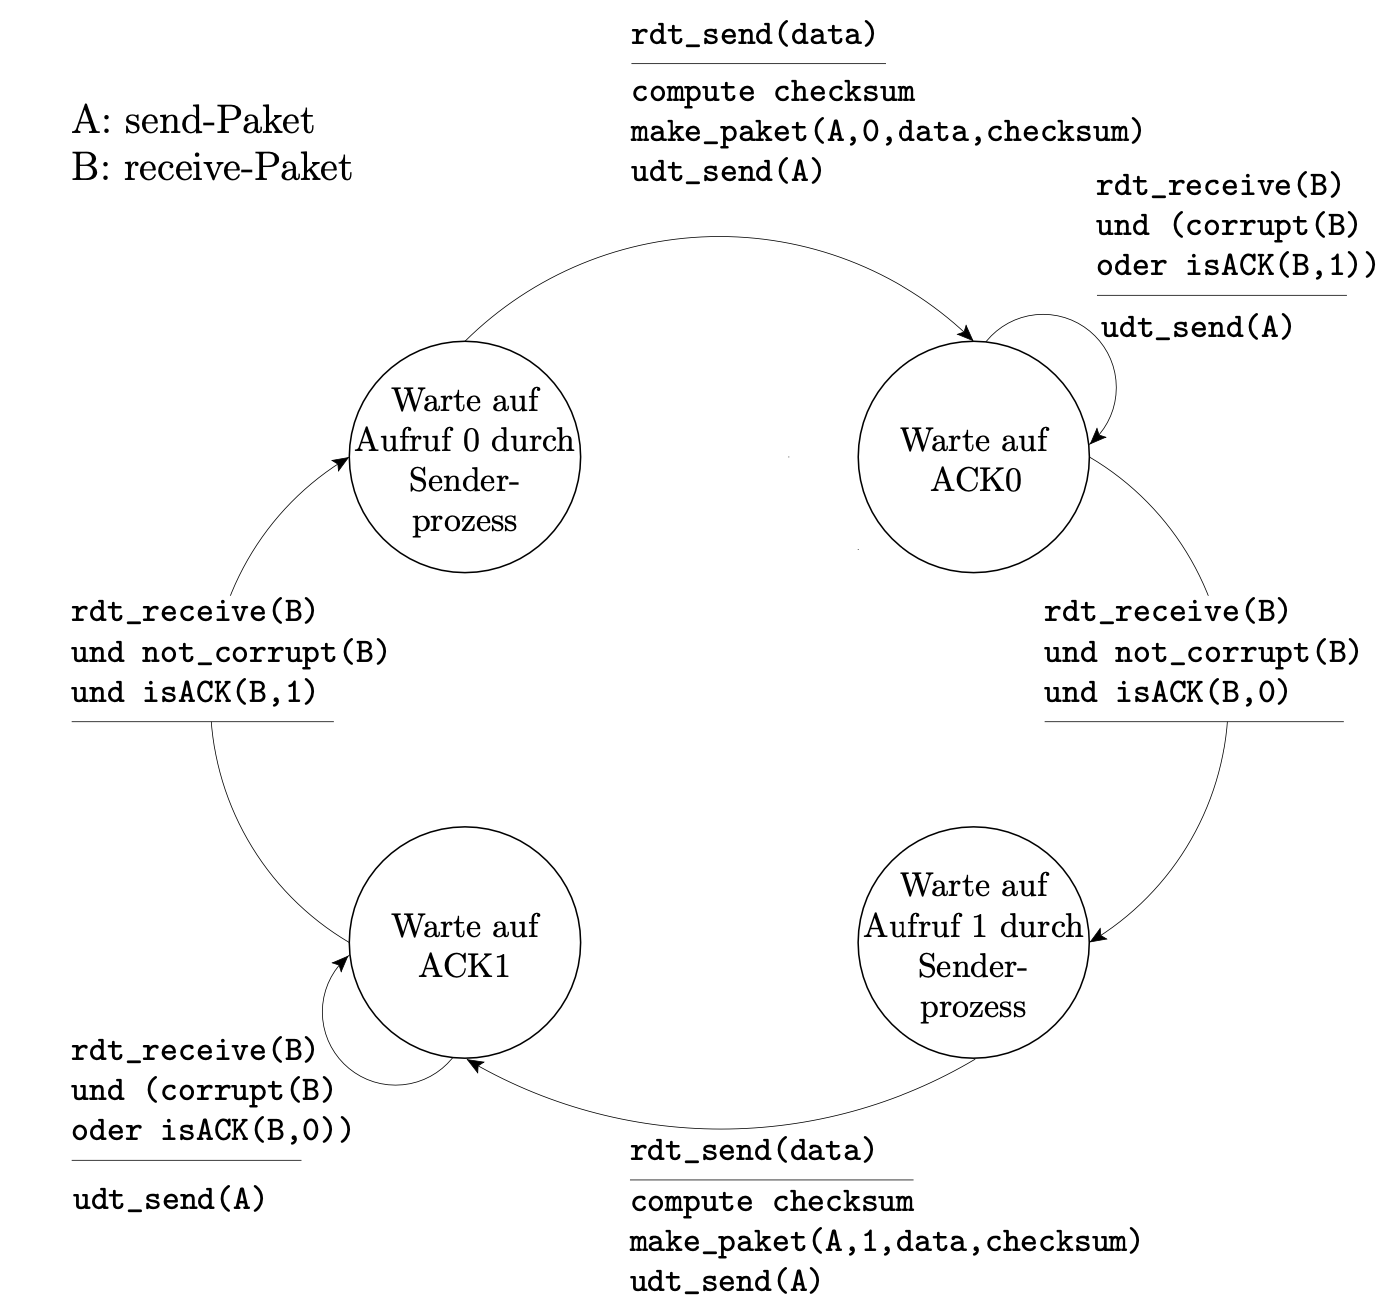 rdt_send(data)
compute checksum
make_paket(A,0,data,checksum)
udt_send(A)
A: send-Paket
B: receive-Paket
rdt_receive(B)
und (corrupt(B)
oder isACK(B,1))
udt_send(A)
Warte auf
Aufruf 0 durch
Sender-
prozess
Warte auf
ACK0
rdt_receive(B)
und not_corrupt(B)
und isACK(B,1)
rdt_receive(B)
und not_corrupt(B)
und isACK(B,0)
Warte auf
ACK1
Warte auf
Aufruf 1 durch
Sender-
prozess
rdt_receive(B)
und (corrupt(B)
oder isACK(B,0))
udt_send(A)
rdt_send(data)
compute checksum
make_paket(A,1,data,checksum)
udt_send(A)